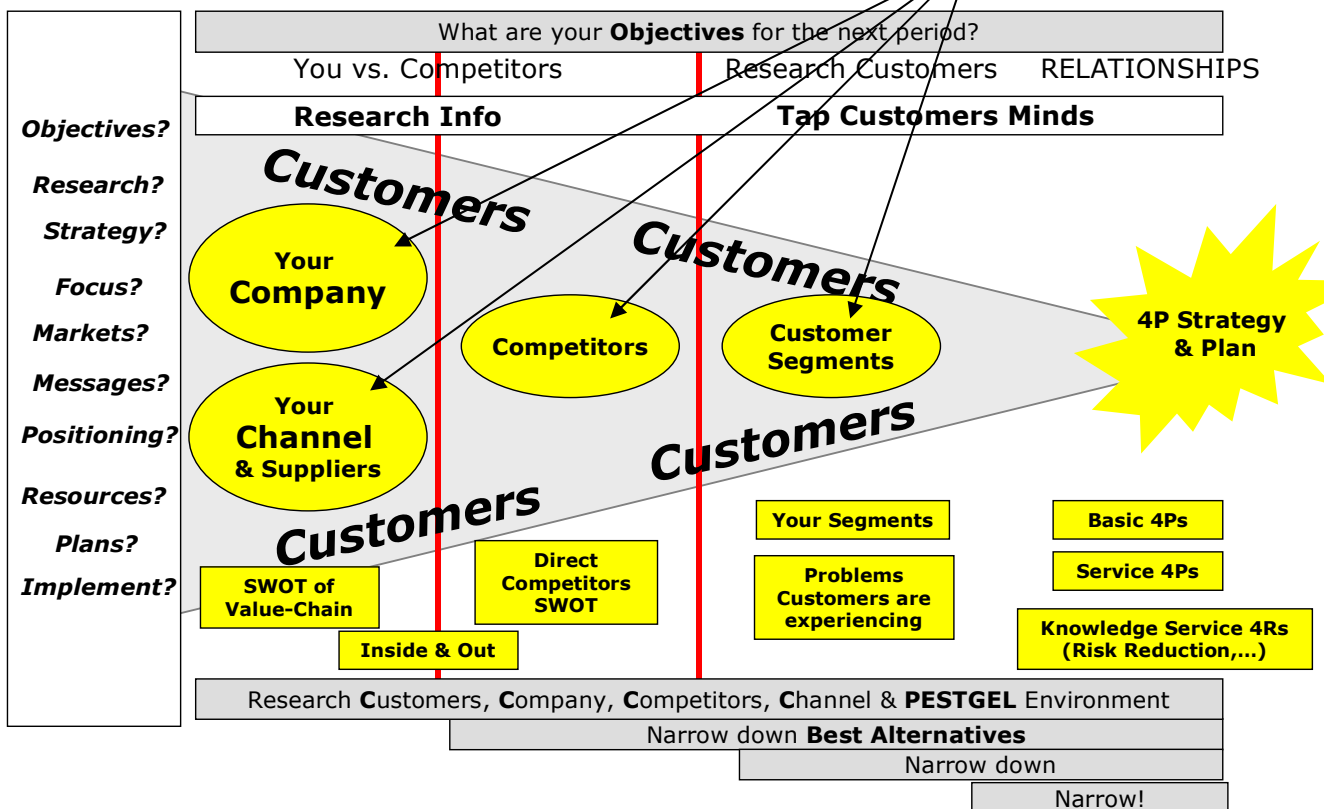 What are your Objectives for the next period?
You vs. Competitors
Research Customers
RELATIONSHIPS
Research Info
Tap Customers Minds
Objectives?
Research?
Strategy?
Focus?
Markets?
Messages?
Positioning?
Resources?
Plans?
Implement?
Customers
Customers
Your
Company
Competitors
Customer
Segments
4P Strategy
& Plan
Your
Channel
& Suppliers
Customers
Customers
SWOT of
Value-Chain
Inside & Out
Direct
Competitors
SWOT
Your Segments
Problems
Customers are
experiencing
Basic 4Ps
Service 4Ps
Knowledge Service 4Rs
(Risk Reduction,...)
Research Customers, Company, Competitors, Channel & PESTGEL Environment
Narrow down Best Alternatives
Narrow down
Narrow!